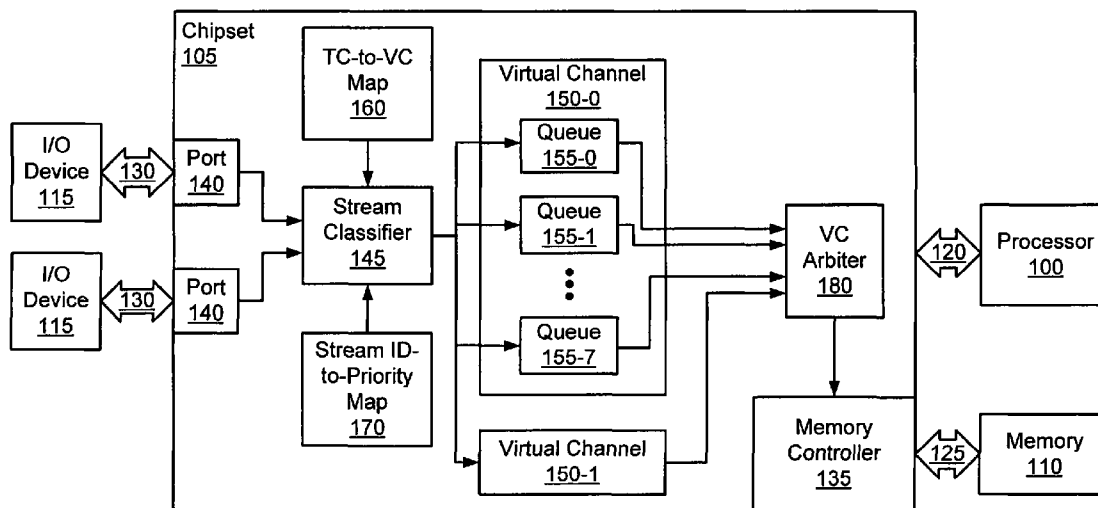 Chipset
105
TC-to-VC
Map
160
Virtual Channel
150-0
Queue
155-0
I/O
Device
115
130
Port
140
Stream
Classifier
145
Queue
155-1
VC
Arbiter
180
120
Processor
100
I/O
Device
115
130
Port
140
Queue
155-7
Stream ID-
to-Priority
Map
170
Virtual Channel
150-1
Memory
Controller
135
125
Memory
110